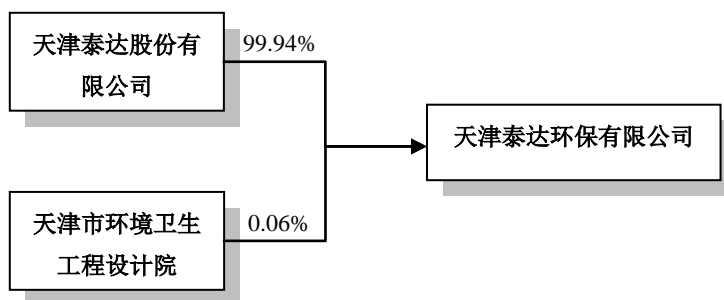 天津泰达股份有
限公司
99.94%
天津泰达环保有限公司
天津市环境卫生
工程设计院
0.06%